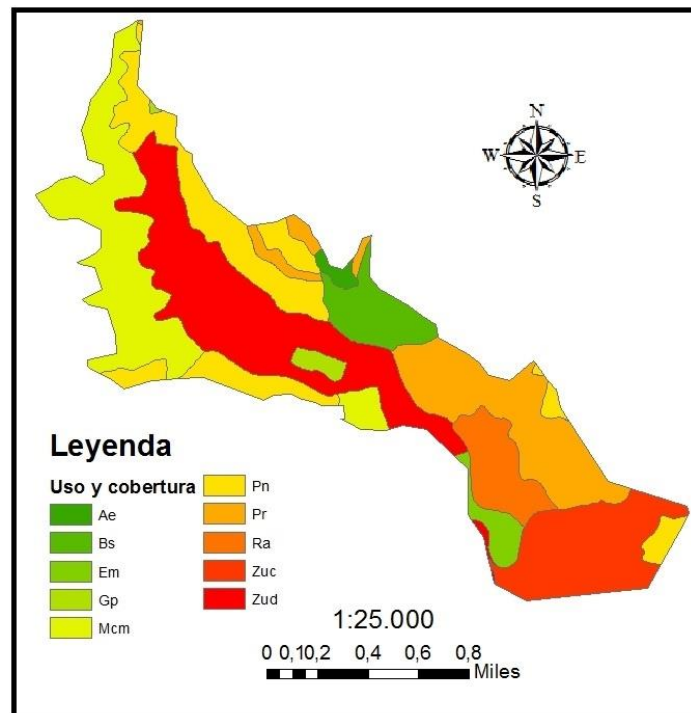 N
W E
S
Leyenda
Uso y cobertura
Ae
Bs
Em
Gp
Mcm
Pn
Pr
Ra
Zuc
Zud
1:25.000
0 0,10,2 0,4 0,6 0,8
Miles